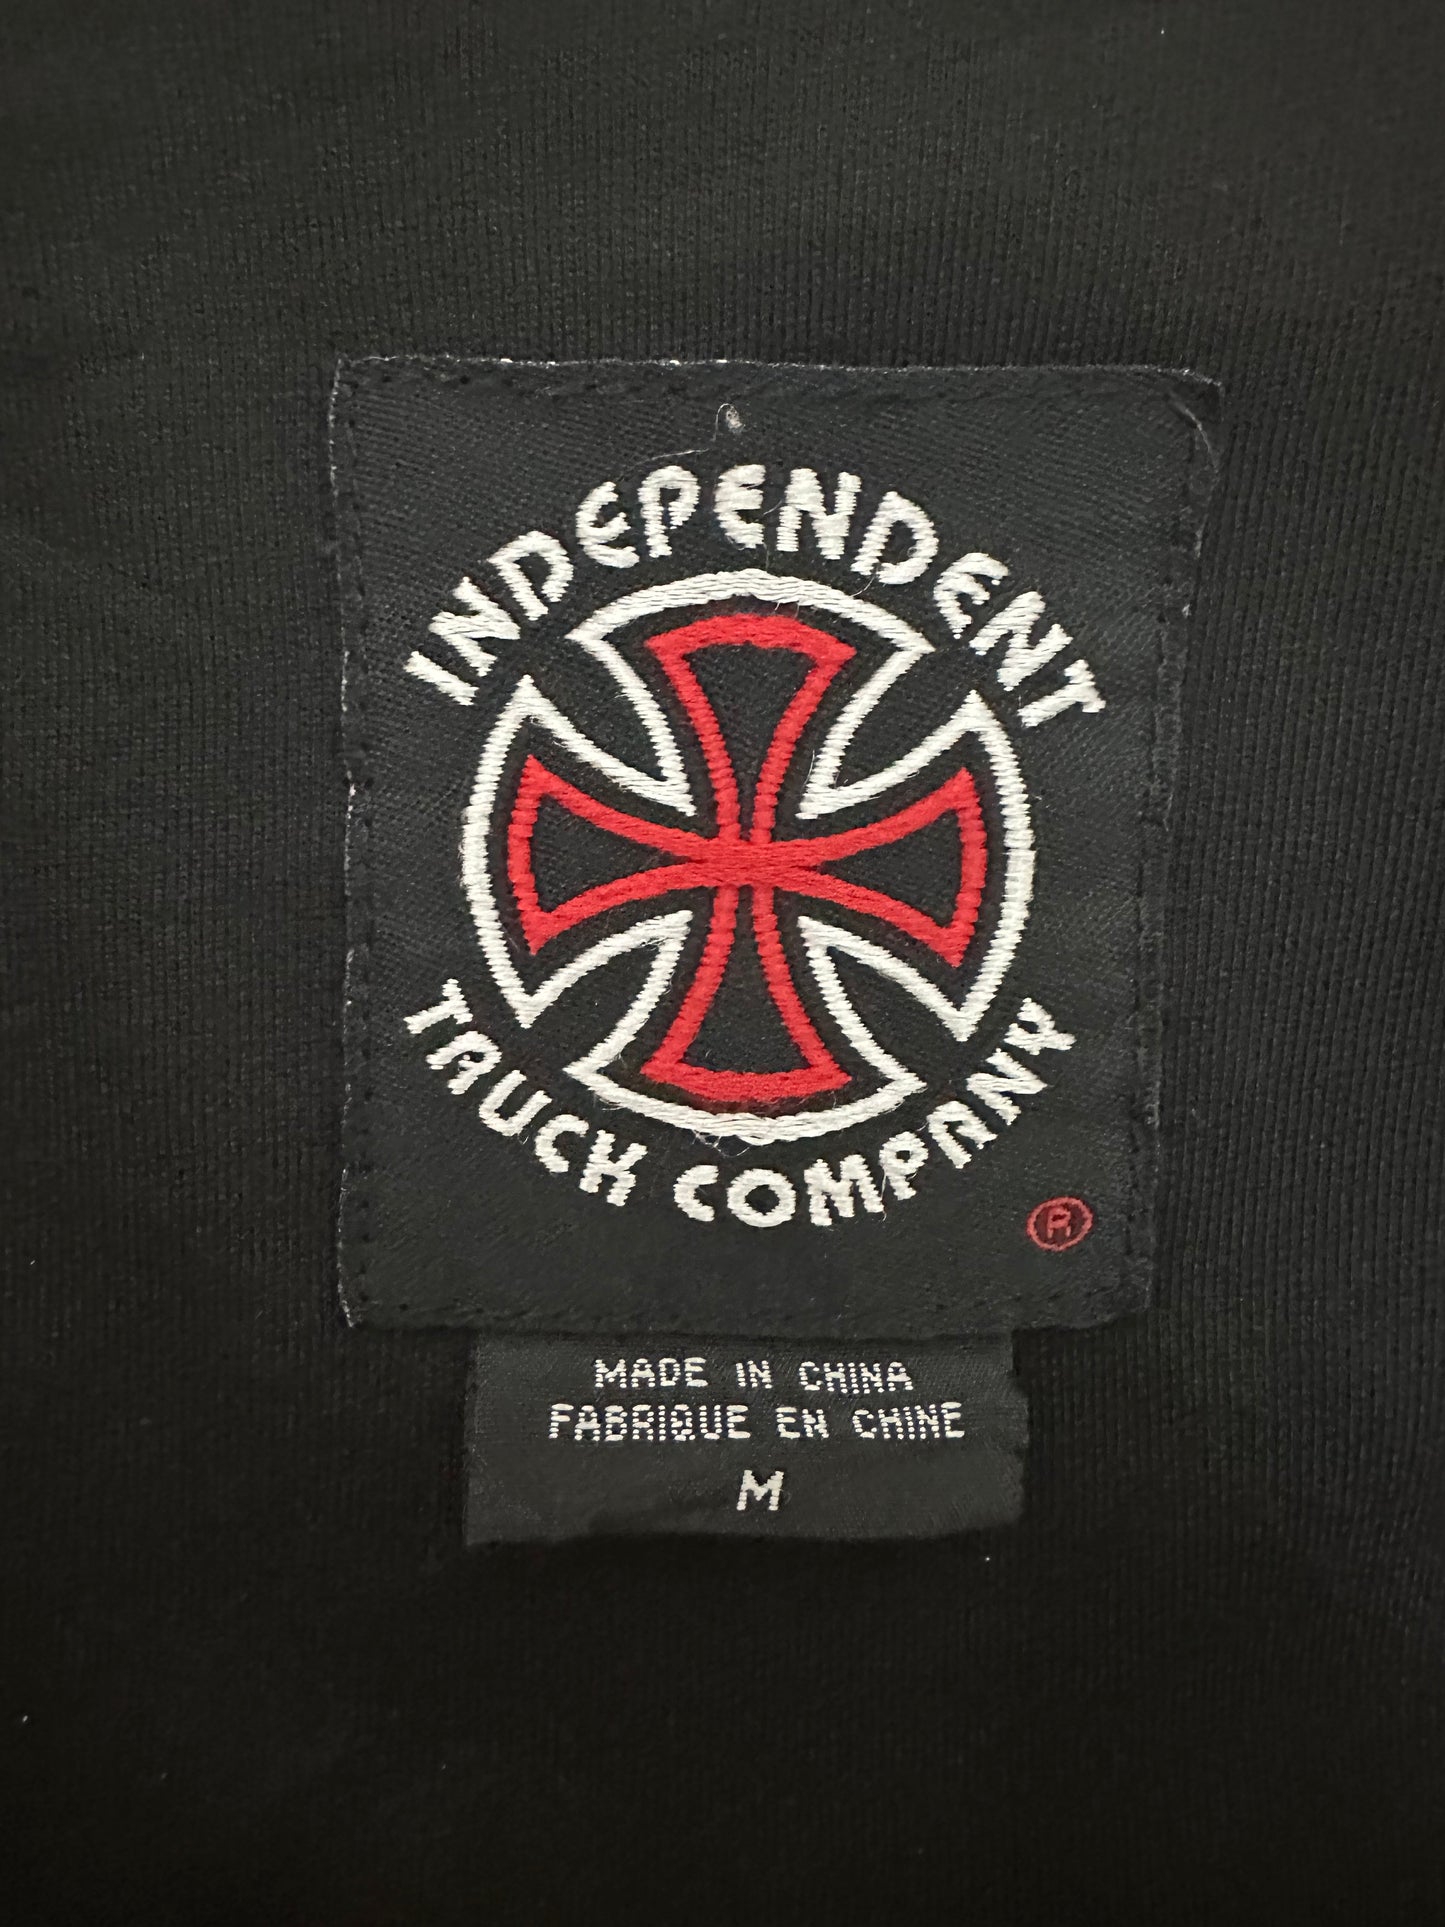 INDEPENDENT
TRUCK COMPANY
®
MADE IN CHINA
FABRIQUE EN CHINE
M